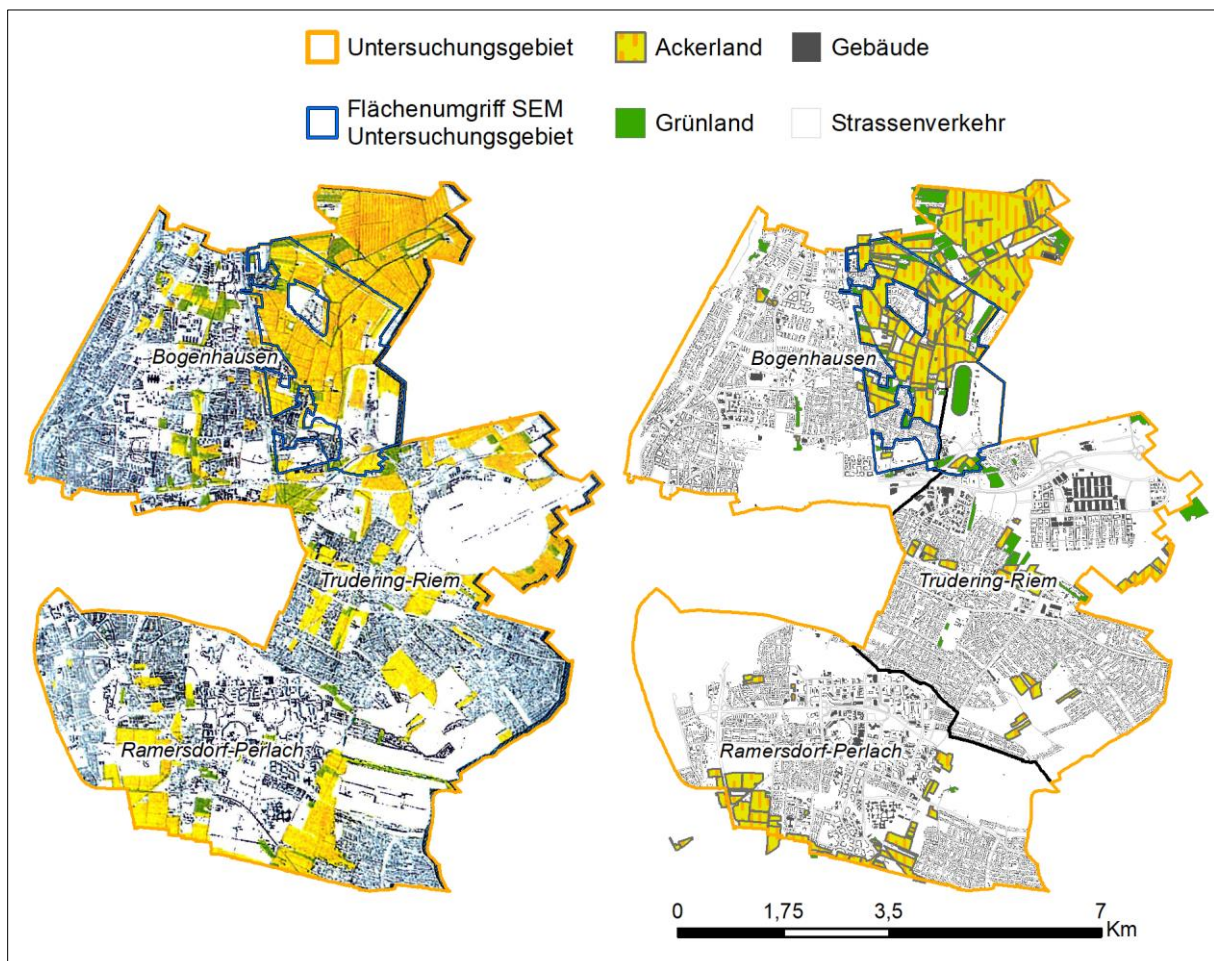 Untersuchungsgebiet
Ackerland
Gebäude
Flächenumgriff SEM
Untersuchungsgebiet
Grünland
Strassenverkehr
Bogenhausen
Trudering-Riem
Ramersdorf-Perlach
Bogenhausen
Trudering-Riem
Ramersdorf-Perlach
0 1,75 3,5 7
Km